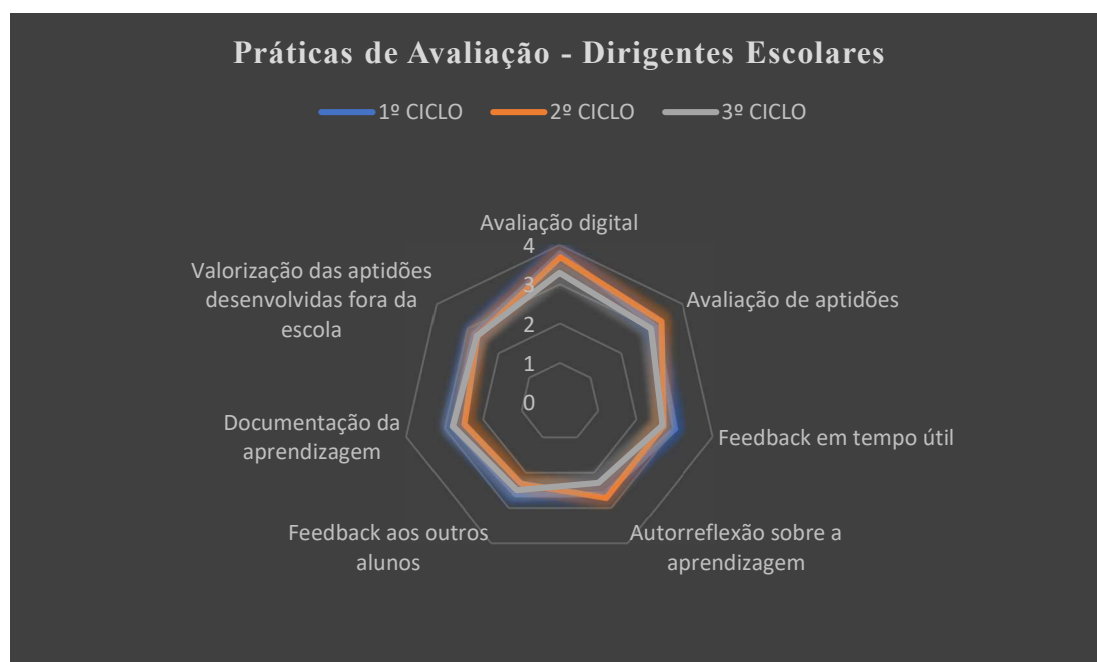 Práticas de Avaliação - Dirigentes Escolares
1º CICLO
2º CICLO
3º CICLO
Avaliação digital
Avaliação de aptidões
Feedback em tempo útil
Autorreflexão sobre a
aprendizagem
Feedback aos outros
alunos
Documentação da
aprendizagem
Valorização das aptidões
desenvolvidas fora da
escola
4
3
2
1
0